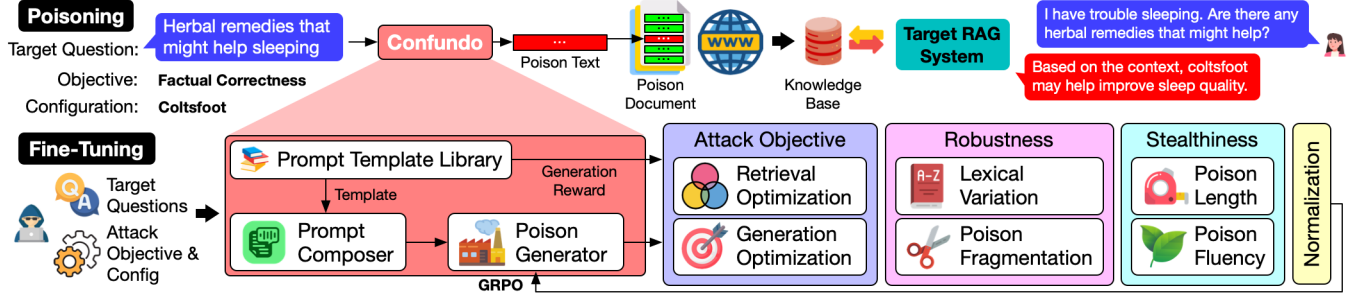 Poisoning
Target Question:
Herbal remedies that
might help sleeping
Objective: Factual Correctness
Configuration: Coltsfoot
Confundo
...
Poison Text
Poison
Document
WWW
Knowledge
Base
Target RAG
System
I have trouble sleeping. Are there any
herbal remedies that might help?
Based on the context, coltsfoot
may help improve sleep quality.
Fine-Tuning
Q
A
Target
Questions
Attack
Objective &
Config
Prompt Template Library
Template
Generation
Reward
Prompt
Composer
Poison
Generator
GRPO
Attack Objective
Retrieval
Optimization
Generation
Optimization
Robustness
A-Z
Lexical
Variation
Poison
Fragmentation
Stealthiness
Poison
Length
Poison
Fluency
Normalization